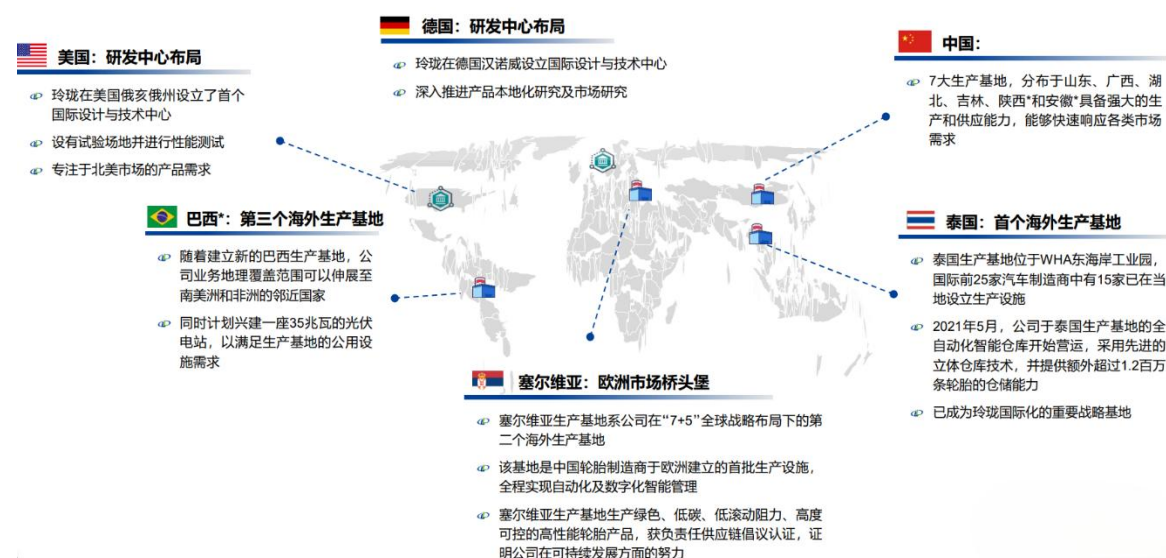 美国：研发中心布局
玲珑在美国俄亥俄州设立了首个
国际设计与技术中心
设有试验场地并进行性能测试
专注于北美市场的产品需求
德国：研发中心布局
玲珑在德国汉诺威设立国际设计与技术中心
深入推进产品本地化研究及市场研究
中国：
7大生产基地，分布于山东、广西、湖
北、吉林、陕西*和安徽*具备强大的生
产和供应能力，能够快速响应各类市场
需求
巴西*：第三个海外生产基地
随着建立新的巴西生产基地，公
司业务地理覆盖范围可以伸展至
南美洲和非洲的邻近国家
同时计划兴建一座35兆瓦的光伏
电站，以满足生产基地的公用设
施需求
泰国：首个海外生产基地
泰国生产基地位于WHA东海岸工业园，
国际前25家汽车制造商中有15家已在当
地设立生产设施
2021年5月，公司于泰国生产基地的全
自动化智能仓库开始营运，采用先进的
立体仓库技术，并提供额外超过1.2百万
条轮胎的仓储能力
已成为玲珑国际化的重要战略基地
塞尔维亚：欧洲市场桥头堡
塞尔维亚生产基地系公司在“7+5”全球战略布局下的第
二个海外生产基地
该基地是中国轮胎制造商于欧洲建立的首批生产设施，
全程实现自动化及数字化智能管理
塞尔维亚生产基地生产绿色、低碳、低滚动阻力、高度
可控的高性能轮胎产品，获负责任供应链倡议认证，证
明公司在可持续发展方面的努力